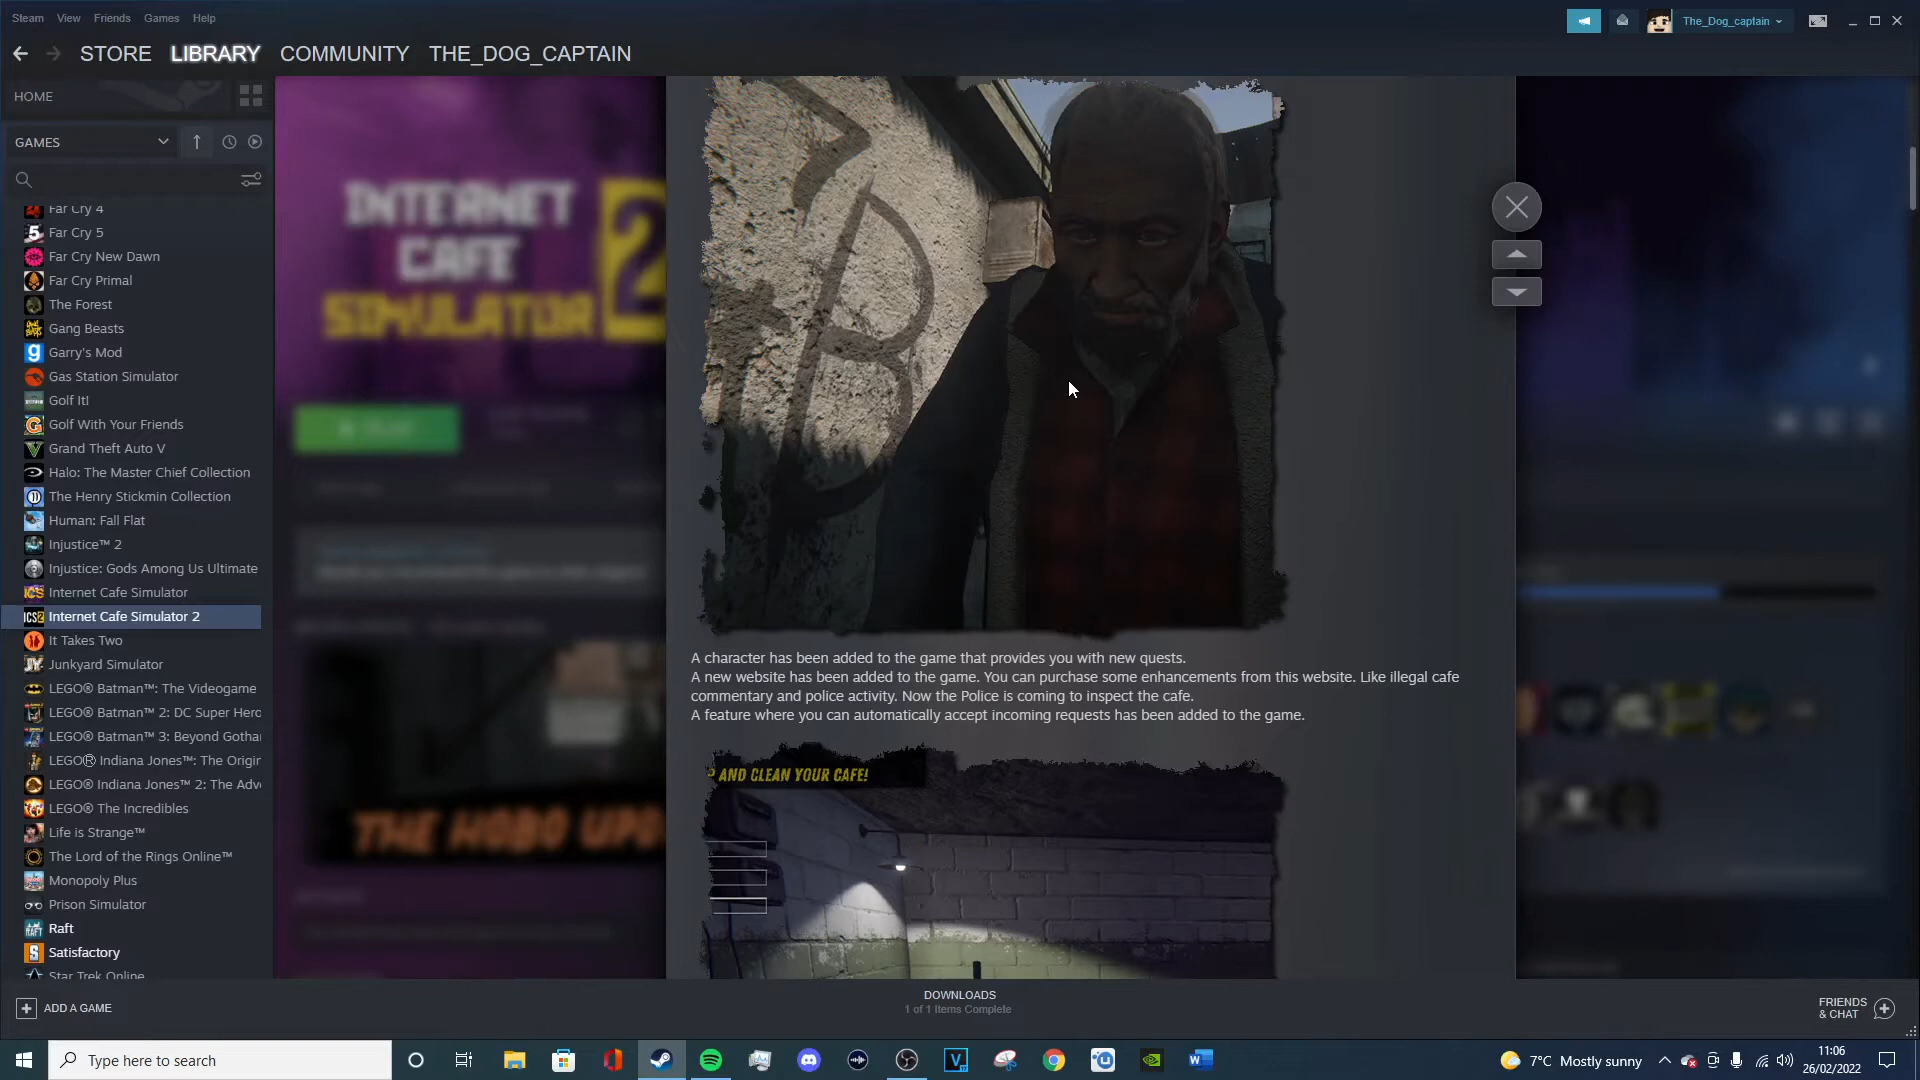 Steam View Friends Games Help
The_Dog_captain
STORE LIBRARY COMMUNITY THE_DOG_CAPTAIN
HOME
GAMES
Far Cry 4
Far Cry 5
Far Cry New Dawn
Far Cry Primal
The Forest
Gang Beasts
Garry's Mod
Gas Station Simulator
Golf It!
Golf With Your Friends
Grand Theft Auto V
Halo: The Master Chief Collection
The Henry Stickmin Collection
Human: Fall Flat
Injustice™ 2
Injustice: Gods Among Us Ultimate
Internet Cafe Simulator
Internet Cafe Simulator 2
It Takes Two
Junkyard Simulator
LEGO® Batman™: The Videogame
LEGO® Batman™ 2: DC Super Hero
LEGO® Batman™ 3: Beyond Gotha
LEGO® Indiana Jones™: The Origin
LEGO® Indiana Jones™ 2: The Adve
LEGO® The Incredibles
Life is Strange™
The Lord of the Rings Online™
Monopoly Plus
Prison Simulator
Raft
Satisfactory
Star Trek Online
INTERNET
CAFE
SIMULATOR 2
THE HOBO UPD
A character has been added to the game that provides you with new quests.
A new website has been added to the game. You can purchase some enhancements from this website. Like illegal cafe
commentary and police activity. Now the Police is coming to inspect the cafe.
A feature where you can automatically accept incoming requests has been added to the game.
AND CLEAN YOUR CAFE!
ADD A GAME
DOWNLOADS
1 of 1 Items Complete
FRIENDS
& CHAT
Type here to search
7°C Mostly sunny
11:06
26/02/2022